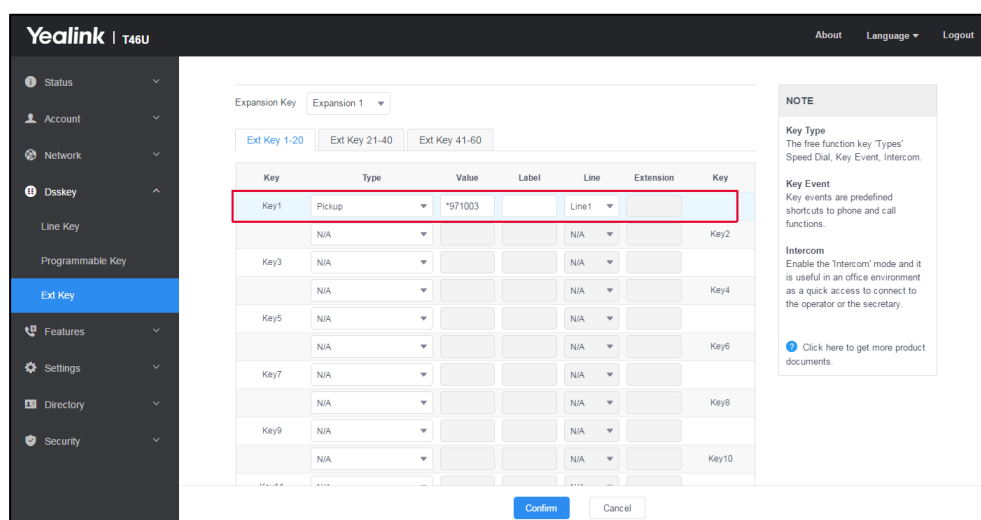 Yealink | T46U
About Language Logout
Status
Account
Network
Dsskey
Line Key
Programmable Key
Ext Key
Features
Settings
Directory
Security
Expansion Key Expansion 1
Ext Key 1-20 Ext Key 21-40 Ext Key 41-60
Key Type Value Label Line Extension Key
Key1 Pickup *971003 Line1
N/A N/A Key2
Key3 N/A N/A
N/A N/A Key4
Key5 N/A N/A
N/A N/A Key6
Key7 N/A N/A
N/A N/A Key8
Key9 N/A N/A
N/A N/A Key10
Confirm Cancel
NOTE
Key Type
The free function key 'Types'
Speed Dial, Key Event, Intercom.
Key Event
Key events are predefined
shortcuts to phone and call
functions.
Intercom
Enable the 'Intercom' mode and it
is useful in an office environment
as a quick access to connect to
the operator or the secretary.
Click here to get more product
documents.